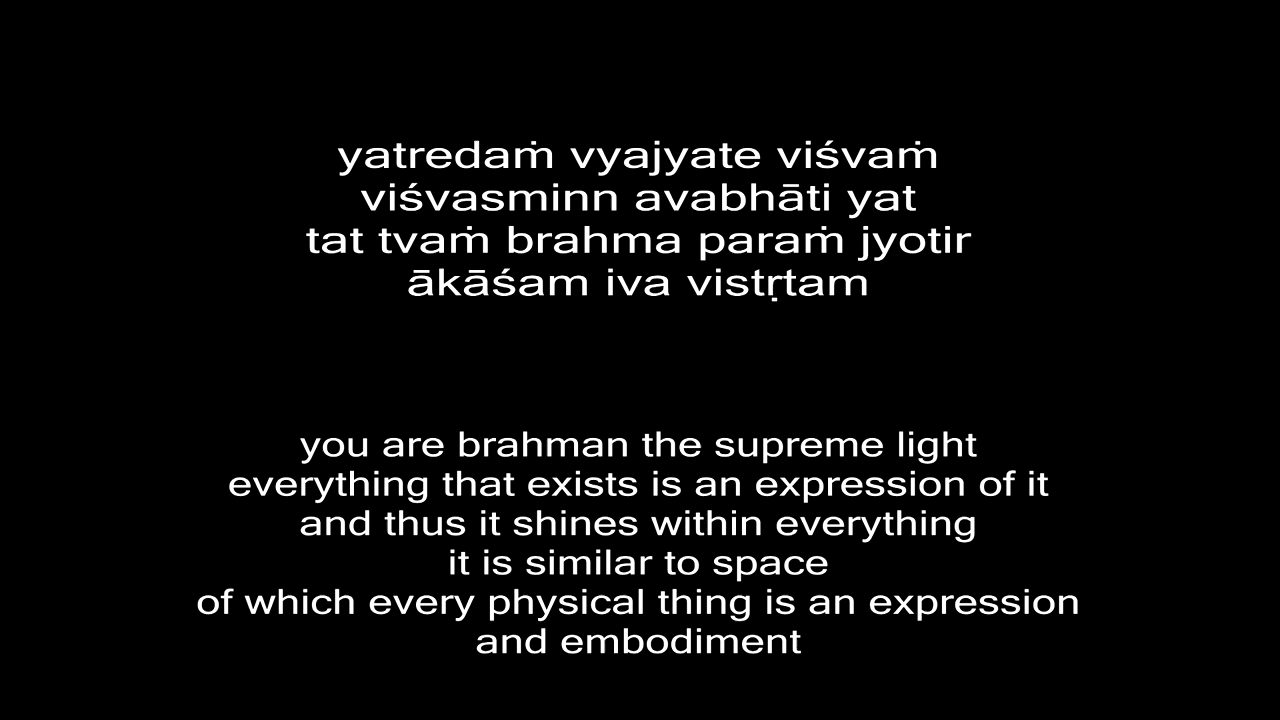 yatredaṁ vyajyate viśvaṁ
viśvasminn avabhāti yat
tat tvaṁ brahma paraṁ jyotir
ākāśam iva vistṛtam
you are brahman the supreme light
everything that exists is an expression of it
and thus it shines within everything
it is similar to space
of which every physical thing is an expression
and embodiment